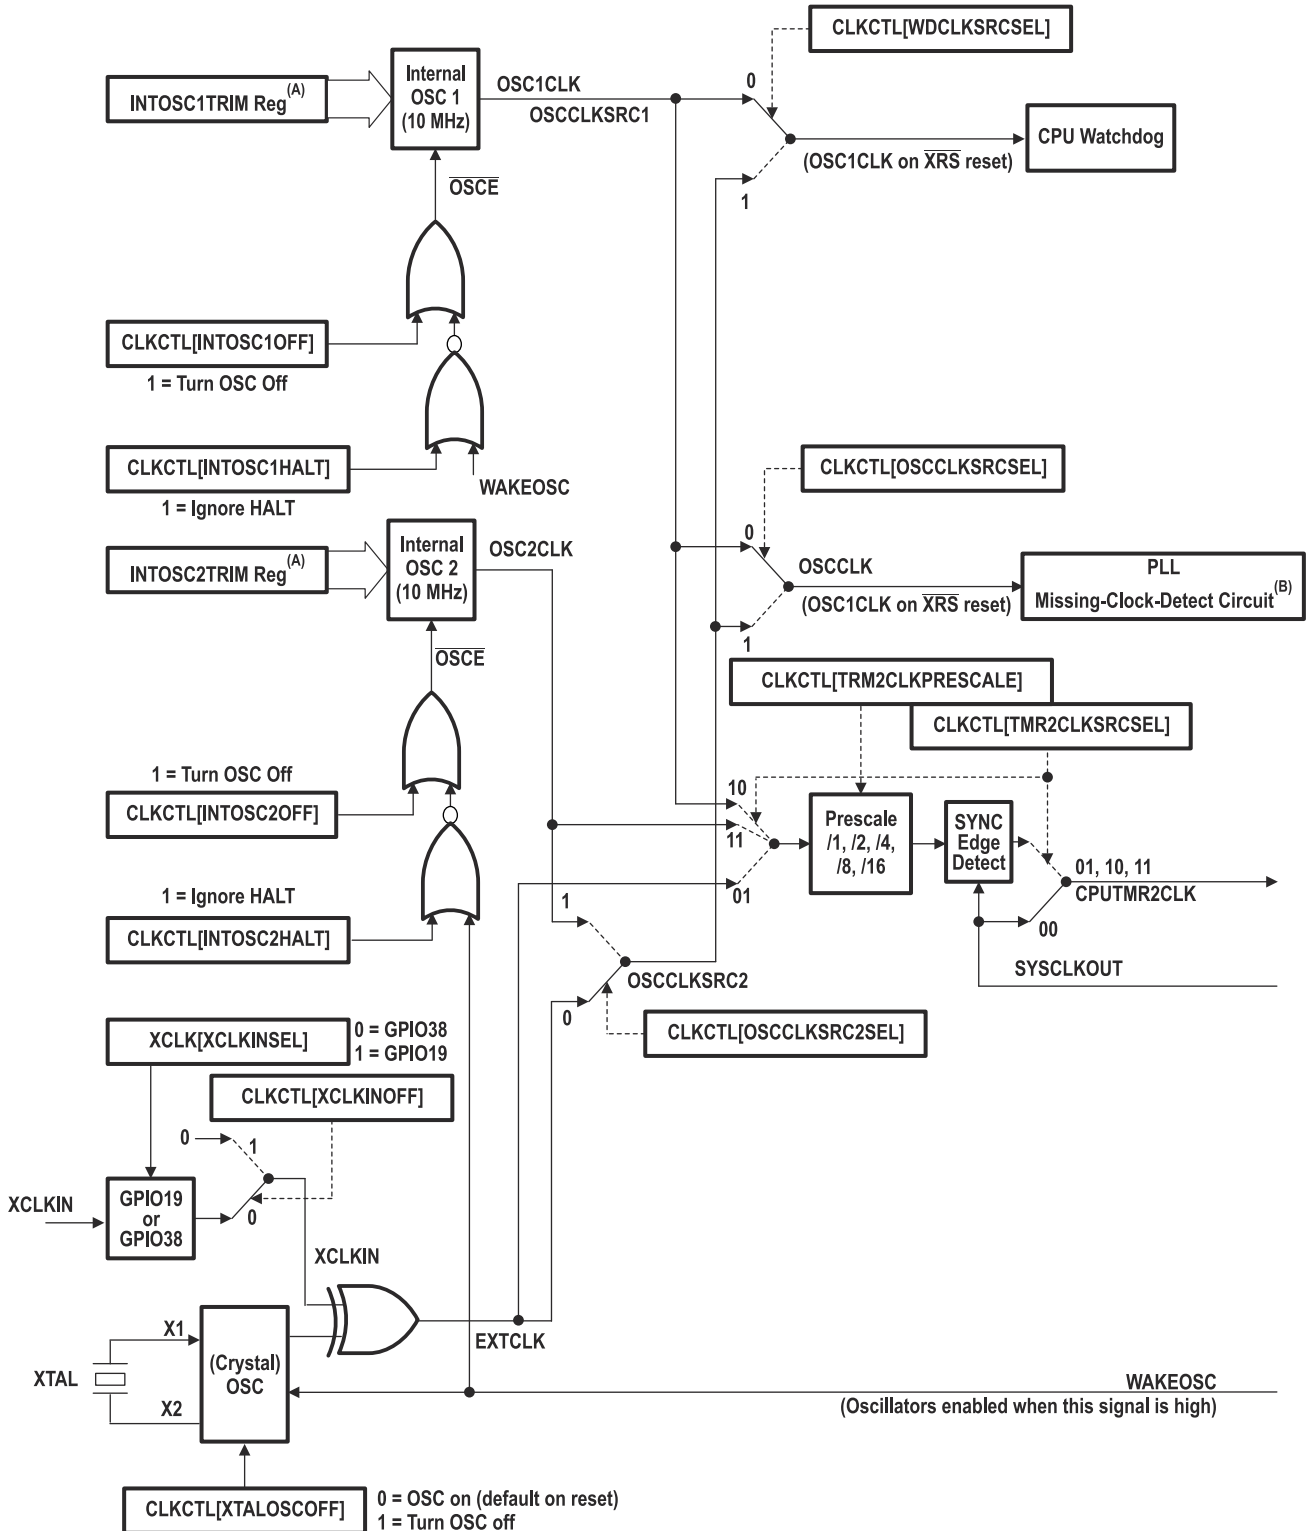 CLKCTL[WDCLKSRCSEL]
Internal
OSC 1
(10 MHz)
INTOSC1TRIM Reg(A)
OSC1CLK
OSCCLKSRC1
0
CPU Watchdog
(OSC1CLK on XRS reset)
1
OSCE
CLKCTL[INTOSC1OFF]
1 = Turn OSC Off
CLKCTL[INTOSC1HALT]
1 = Ignore HALT
WAKEOSC
CLKCTL[OSCCLKSRCSEL]
Internal
OSC 2
(10 MHz)
INTOSC2TRIM Reg(A)
OSC2CLK
0
OSCCLK
(OSC1CLK on XRS reset)
1
PLL
Missing-Clock-Detect Circuit(B)
OSCE
CLKCTL[TRM2CLKPRESCALE]
CLKCTL[TMR2CLKSRCSEL]
1 = Turn OSC Off
CLKCTL[INTOSC2OFF]
10
11
01
Prescale
/1, /2, /4,
/8, /16
SYNC
Edge
Detect
01, 10, 11
CPUTMR2CLK
00
SYSCLKOUT
1 = Ignore HALT
CLKCTL[INTOSC2HALT]
1
OSCCLKSRC2
0
CLKCTL[OSCCLKSRC2SEL]
XCLK[XCLKINSEL]
0 = GPIO38
1 = GPIO19
CLKCTL[XCLKINOFF]
0
1
XCLKIN
GPIO19
or
GPIO38
0
XCLKIN
EXTCLK
X1
XTAL
X2
(Crystal)
OSC
WAKEOSC
(Oscillators enabled when this signal is high)
CLKCTL[XTALOSCOFF]
0 = OSC on (default on reset)
1 = Turn OSC off